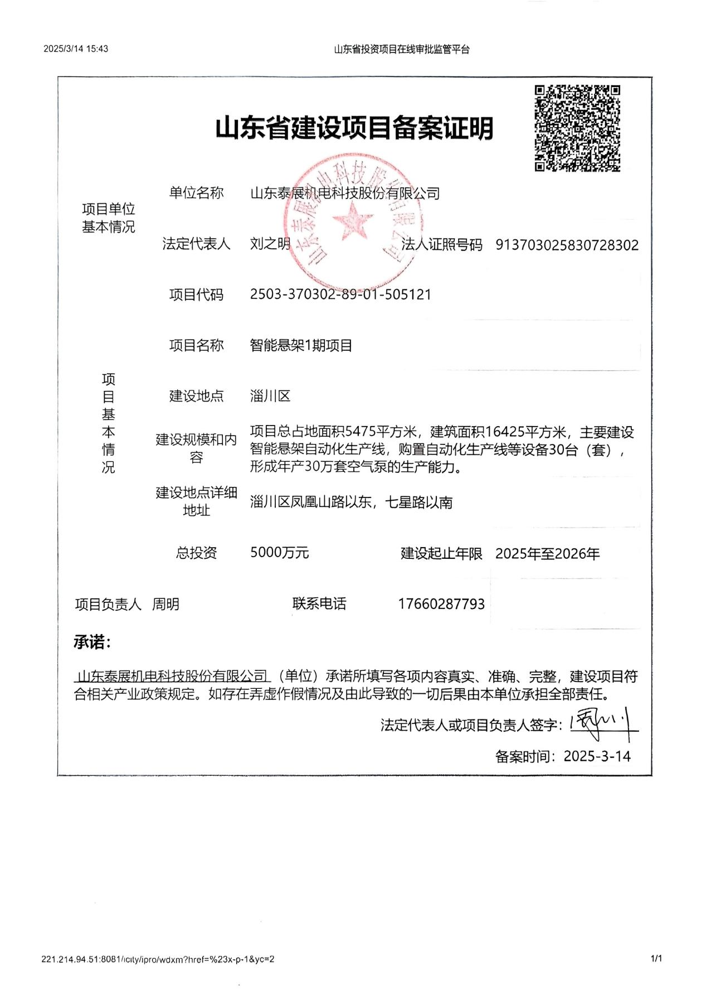 2025/3/14 15:43
山东省投资项目在线审批监管平台
山东省建设项目备案证明
山东泰展机电科技股份有限公司
项目单位
基本情况
单位名称
山东泰展机电科技股份有限公司
法定代表人
刘之明
法人证照号码
913703025830728302
项目基本情况
项目代码
2503-370302-89-01-505121
项目名称
智能悬架1期项目
建设地点
淄川区
建设规模和内
容
项目总占地面积5475平方米，建筑面积16425平方米，主要建设
智能悬架自动化生产线，购置自动化生产线等设备30台（套），
形成年产30万套空气泵的生产能力。
建设地点详细
地址
淄川区凤凰山路以东，七星路以南
总投资
5000万元
建设起止年限
2025年至2026年
项目负责人
周明
联系电话
17660287793
承诺：
山东泰展机电科技股份有限公司（单位）承诺所填写各项内容真实、准确、完整，建设项目符
合相关产业政策规定。如存在弄虚作假情况及由此导致的一切后果由本单位承担全部责任。
法定代表人或项目负责人签字：
备案时间：2025-3-14
221.214.94.51:8081/icity/ipro/wdxm?href=%23x-p-1&yc=2
1/1